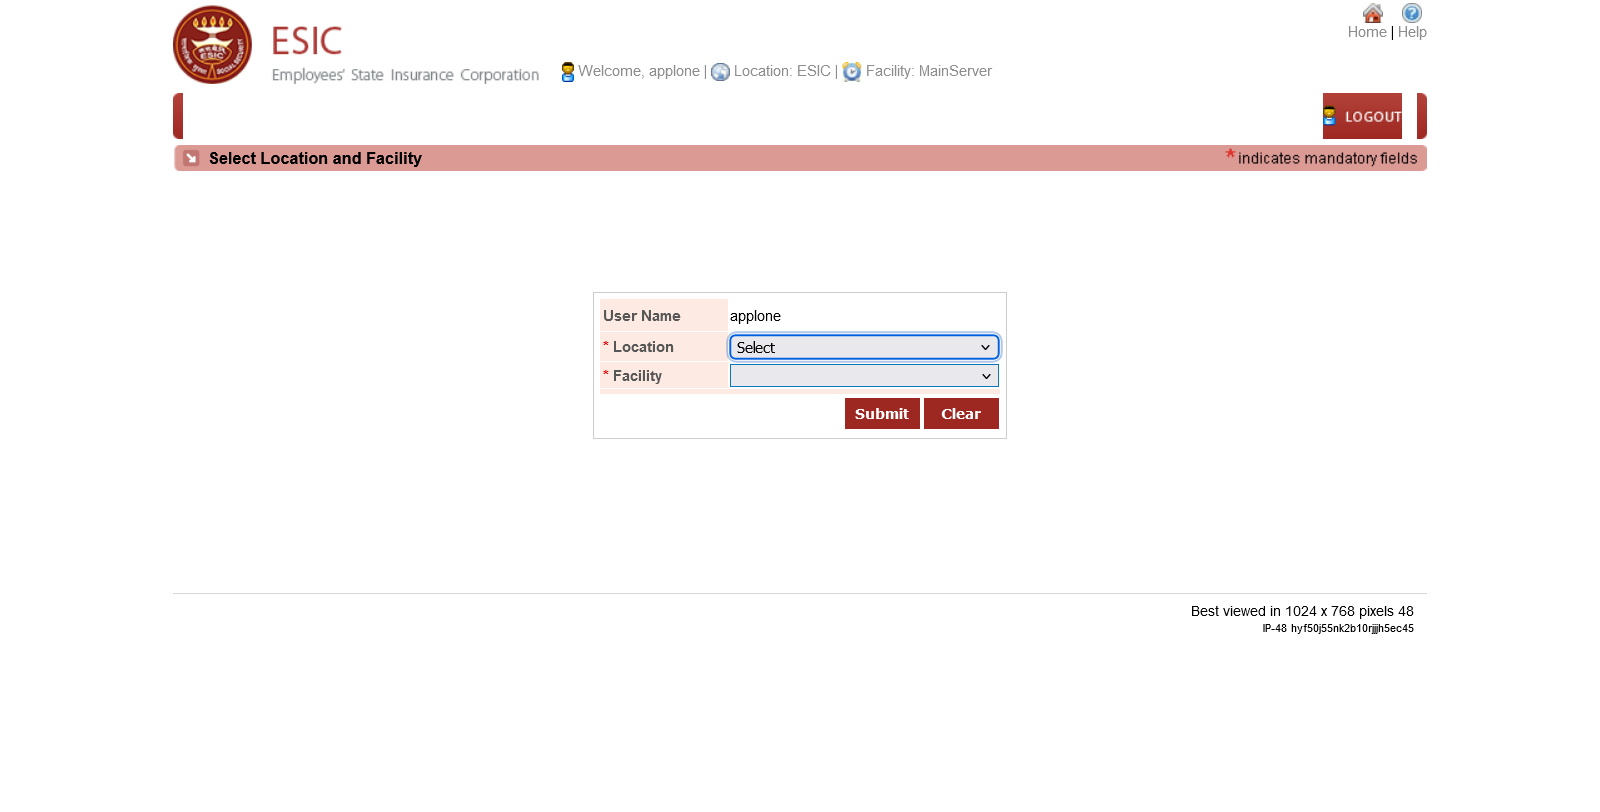 Home | Help
ESIC
Employees' State Insurance Corporation
Welcome, applone | Location: ESIC | Facility: MainServer
LOGOUT
Select Location and Facility
*indicates mandatory fields
User Name applone
* Location Select
* Facility
Submit Clear
Best viewed in 1024 x 768 pixels 48
IP-48 hyf50j55nk2b10rjjjh5ec45